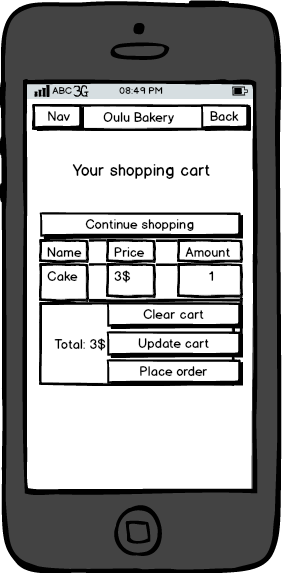 ABC 3G 08:49 PM
Nav Oulu Bakery Back
Your shopping cart
Continue shopping
Name Price Amount
Cake 3$ 1
Clear cart
Total: 3$ Update cart
Place order